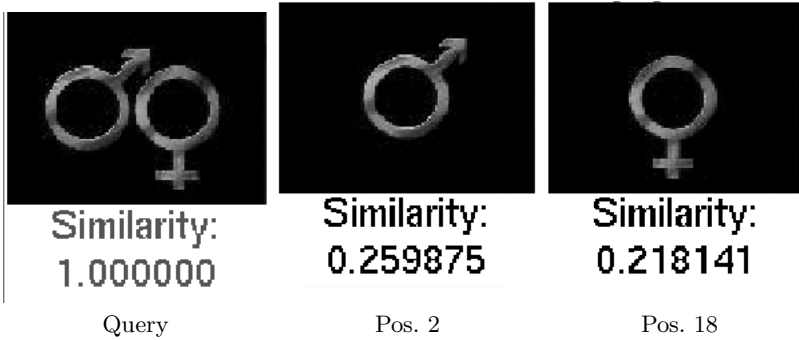 Similarity:
1.000000
Query
Similarity:
0.259875
Pos. 2
Similarity:
0.218141
Pos. 18